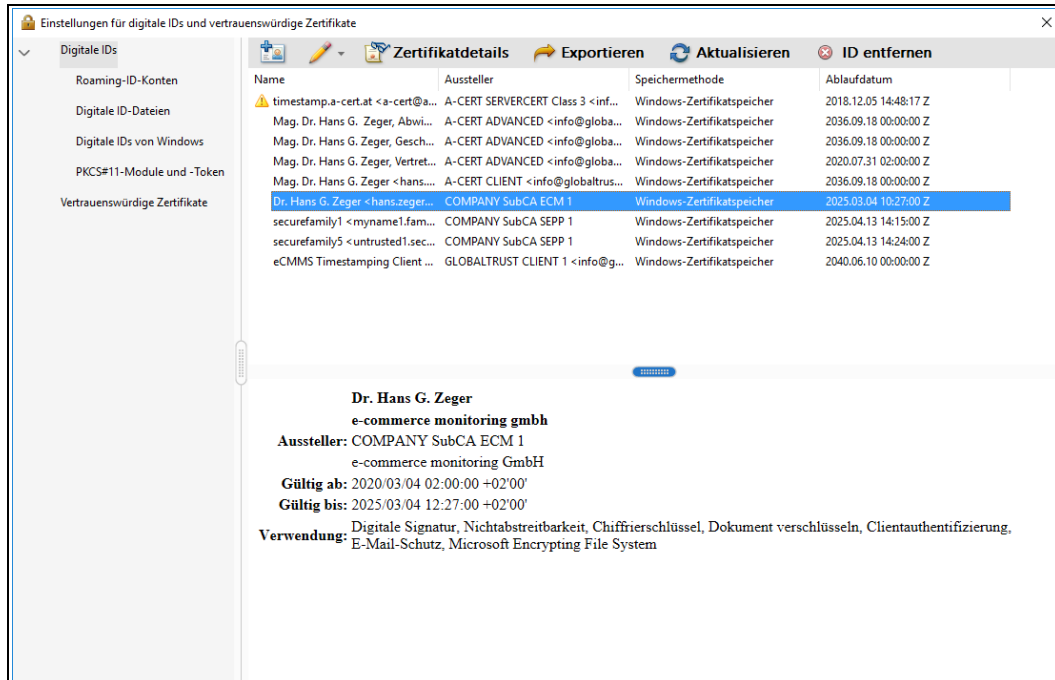 Einstellungen für digitale IDs und vertrauenswürdige Zertifikate
Digitale IDs
Roaming-ID-Konten
Digitale ID-Dateien
Digitale IDs von Windows
PKCS#11-Module und -Token
Vertrauenswürdige Zertifikate
Zertifikatdetails Exportieren Aktualisieren ID entfernen
Name Aussteller Speichermethode Ablaufdatum
timestamp.a-cert.at <a-cert@a... A-CERT SERVERCERT Class 3 <inf... Windows-Zertifikatspeicher 2018.12.05 14:48:17 Z
Mag. Dr. Hans G. Zeger, Abwi... A-CERT ADVANCED <info@globa... Windows-Zertifikatspeicher 2036.09.18 00:00:00 Z
Mag. Dr. Hans G. Zeger, Gesch... A-CERT ADVANCED <info@globa... Windows-Zertifikatspeicher 2036.09.18 00:00:00 Z
Mag. Dr. Hans G. Zeger, Vertret... A-CERT ADVANCED <info@globa... Windows-Zertifikatspeicher 2020.07.31 02:00:00 Z
Mag. Dr. Hans G. Zeger <hans.... A-CERT CLIENT <info@globaltrus... Windows-Zertifikatspeicher 2036.09.18 00:00:00 Z
Dr. Hans G. Zeger <hans.zeger... COMPANY SubCA ECM 1 Windows-Zertifikatspeicher 2025.03.04 10:27:00 Z
securefamily1 <myname1.fam... COMPANY SubCA SEPP 1 Windows-Zertifikatspeicher 2025.04.13 14:15:00 Z
securefamily5 <untrusted1.sec... COMPANY SubCA SEPP 1 Windows-Zertifikatspeicher 2025.04.13 14:24:00 Z
eCMMS Timestamping Client ... GLOBALTRUST CLIENT 1 <info@g... Windows-Zertifikatspeicher 2040.06.10 00:00:00 Z
Dr. Hans G. Zeger
e-commerce monitoring gmbh
Aussteller: COMPANY SubCA ECM 1
e-commerce monitoring GmbH
Gültig ab: 2020/03/04 02:00:00 +02'00'
Gültig bis: 2025/03/04 12:27:00 +02'00'
Verwendung: Digitale Signatur, Nichtabstreitbarkeit, Chiffrierschlüssel, Dokument verschlüsseln, Clientauthentifizierung,
E-Mail-Schutz, Microsoft Encrypting File System